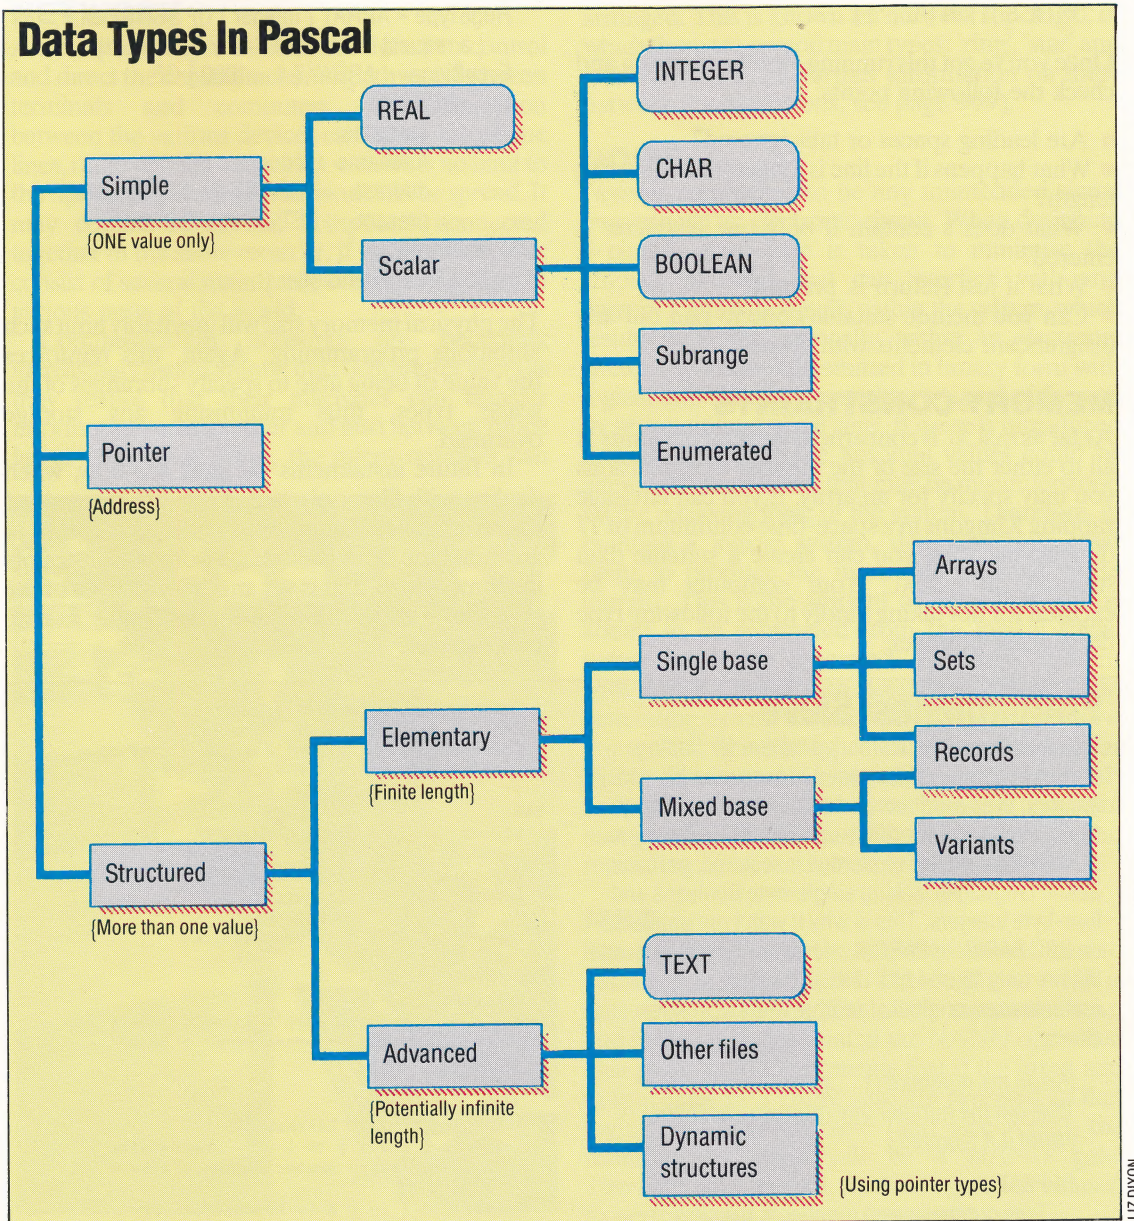 Data Types In Pascal
REAL
INTEGER
CHAR
BOOLEAN
Simple
{ONE value only}
Scalar
Subrange
Enumerated
Pointer
{Address}
Arrays
Single base
Sets
Elementary
{Finite length}
Records
Mixed base
Variants
Structured
{More than one value}
TEXT
Advanced
{Potentially infinite
length}
Other files
Dynamic
structures
{Using pointer types}
LIZ DIXON